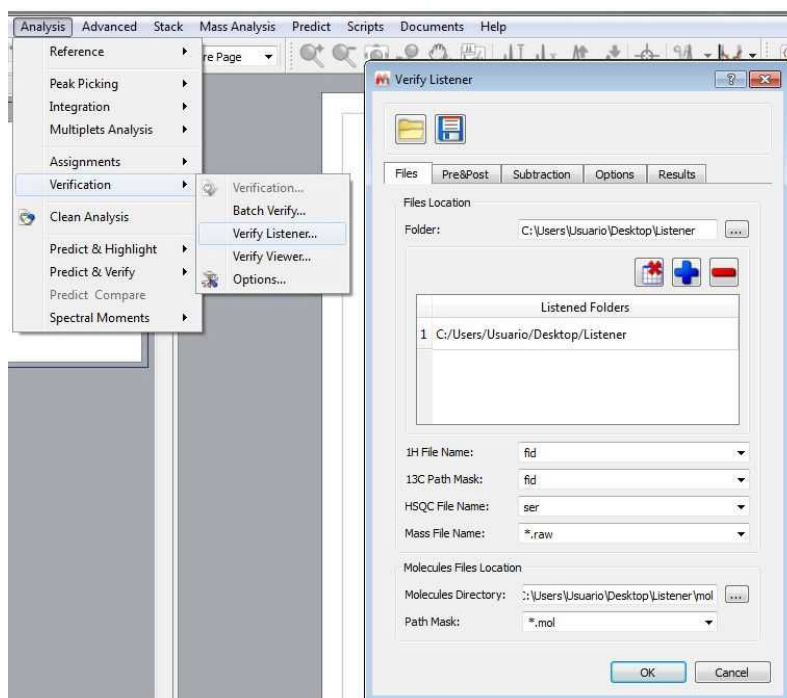 Analysis Advanced Stack Mass Analysis Predict Scripts Documents Help
Reference
re Page
Peak Picking
Integration
Multiplets Analysis
Assignments
Verification
Clean Analysis
Predict & Highlight
Predict & Verify
Predict Compare
Spectral Moments
Verification...
Batch Verify...
Verify Listener...
Verify Viewer...
Options...
Verify Listener
Files Pre&Post Subtraction Options Results
Files Location
Folder: C:\Users\Usuario\Desktop\Listener ...
Listened Folders
1 C:/Users/Usuario/Desktop/Listener
1H File Name: fid
13C Path Mask: fid
HSQC File Name: ser
Mass File Name: *.raw
Molecules Files Location
Molecules Directory: :\Users\Usuario\Desktop\Listener\mol ...
Path Mask: *.mol
OK Cancel